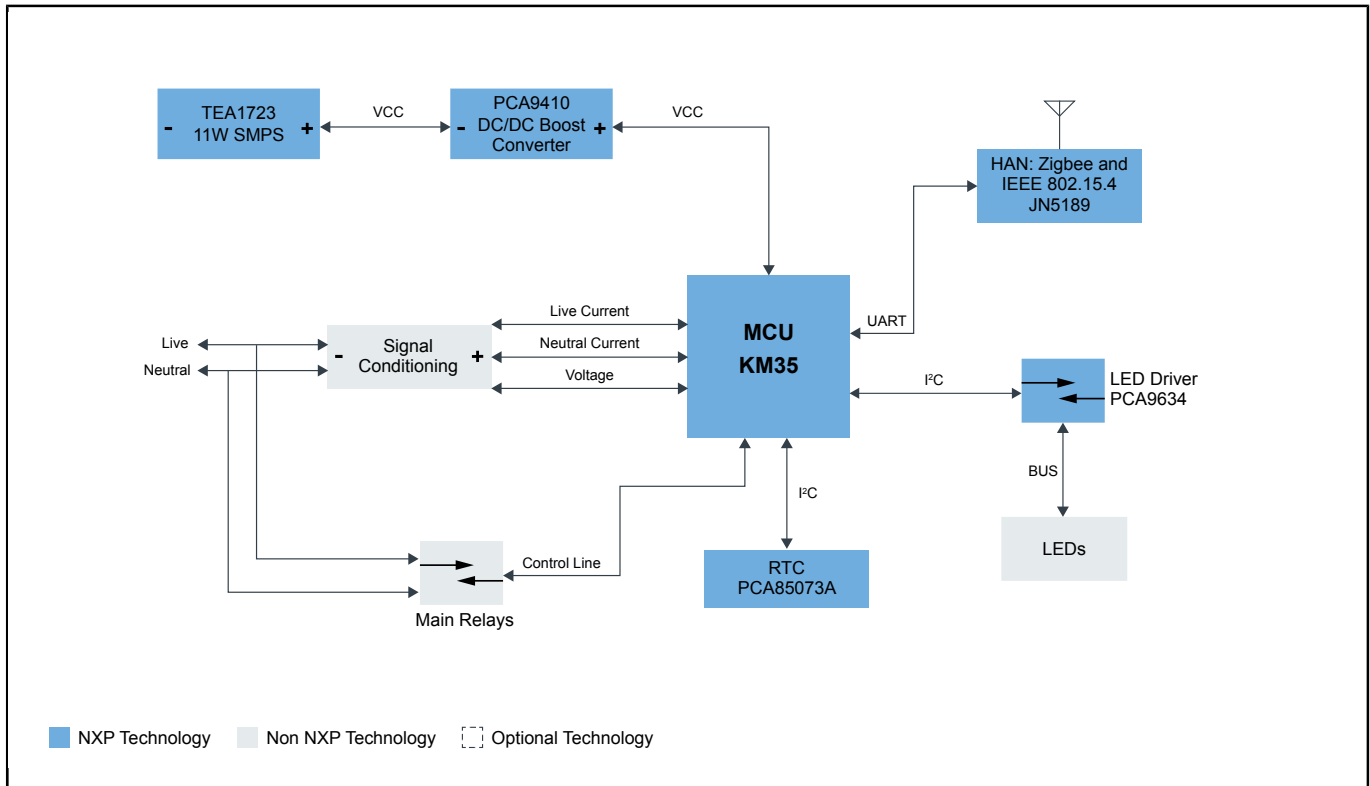 TEA1723
11W SMPS
-
+
VCC
PCA9410
DC/DC Boost
Converter
-
+
VCC
HAN: Zigbee and
IEEE 802.15.4
JN5189
UART
MCU
KM35
Live
Neutral
Signal
Conditioning
-
+
Live Current
Neutral Current
Voltage
I²C
LED Driver
PCA9634
BUS
LEDs
I²C
RTC
PCA85073A
Control Line
Main Relays
NXP Technology
Non NXP Technology
Optional Technology